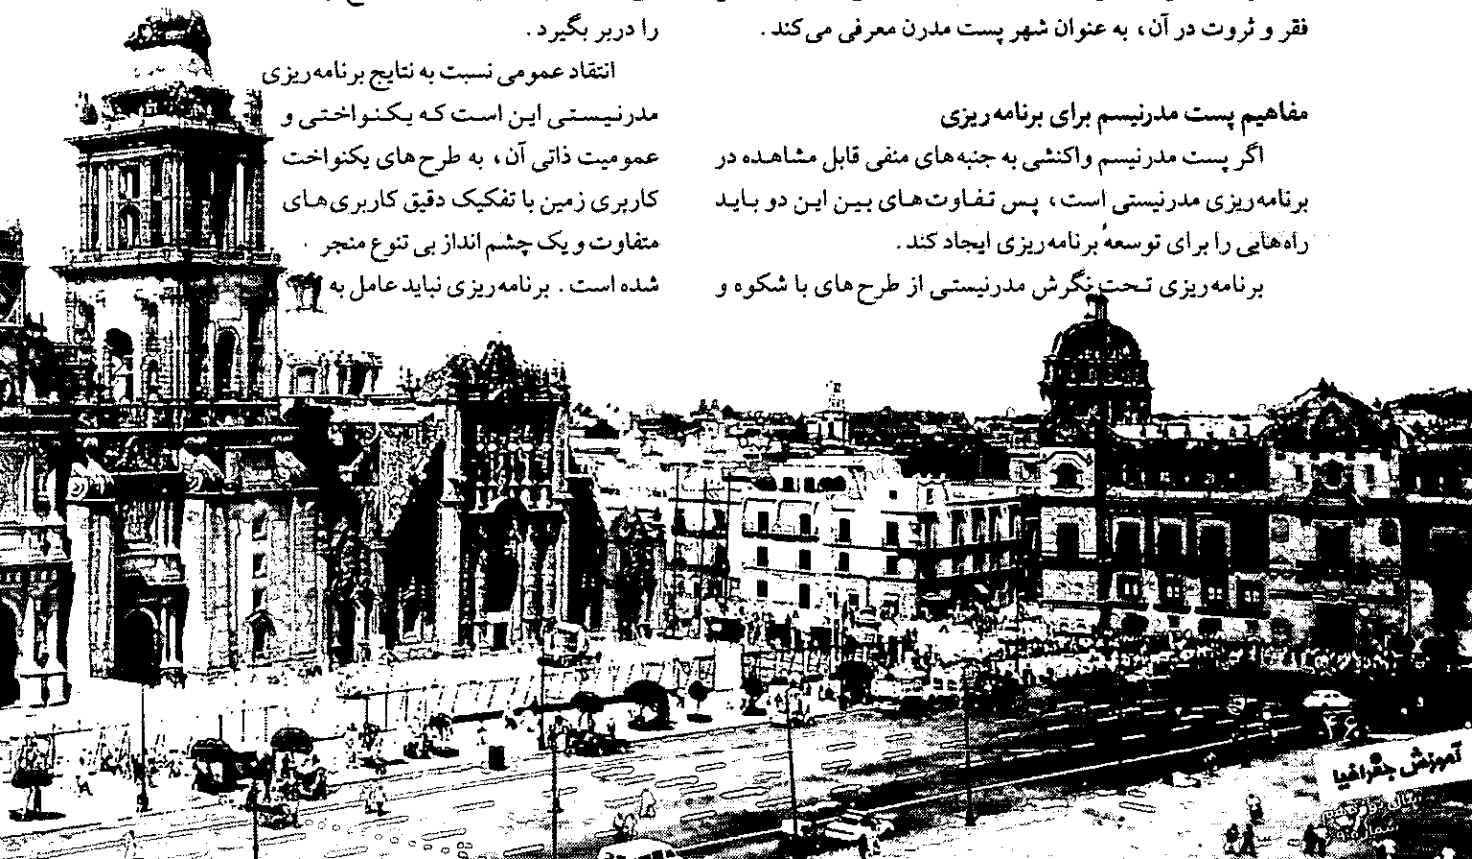 فقر و ثروت در آن، به عنوان شهر پست مدرن معرفی می‌کند.
مفاهیم پست مدرنیسم برای برنامه‌ریزی
اگر پست مدرنیسم واکنشی به جنبه‌های منفی قابل مشاهده در
برنامه‌ریزی مدرنیستی است، پس تفاوت‌های بین این دو باید
راه‌هایی را برای توسعهٔ برنامه‌ریزی ایجاد کند.
برنامه‌ریزی تحت نگرش مدرنیستی از طرح‌های با شکوه و
را دربر بگیرد.
انتقاد عمومی نسبت به نتایج برنامه‌ریزی
مدرنیستی این است که یکنواختی و
عمومیت ذاتی آن، به طرح‌های یکنواخت
کاربری زمین با تفکیک دقیق کاربری‌های
متفاوت و یک چشم انداز بی تنوع منجر
شده است. برنامه‌ریزی نباید عامل به
۴۶
آموزش جغرافیا